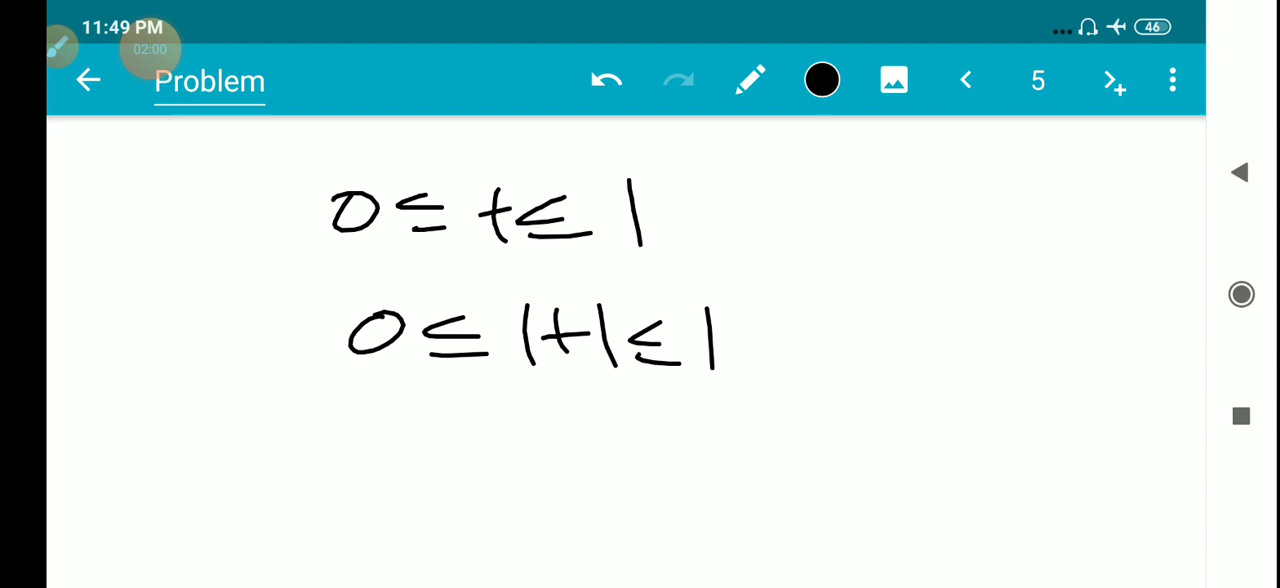 11:49 PM
46
02:00
Problem
5
0 ≤ t ≤ 1
0 ≤ |t| ≤ 1